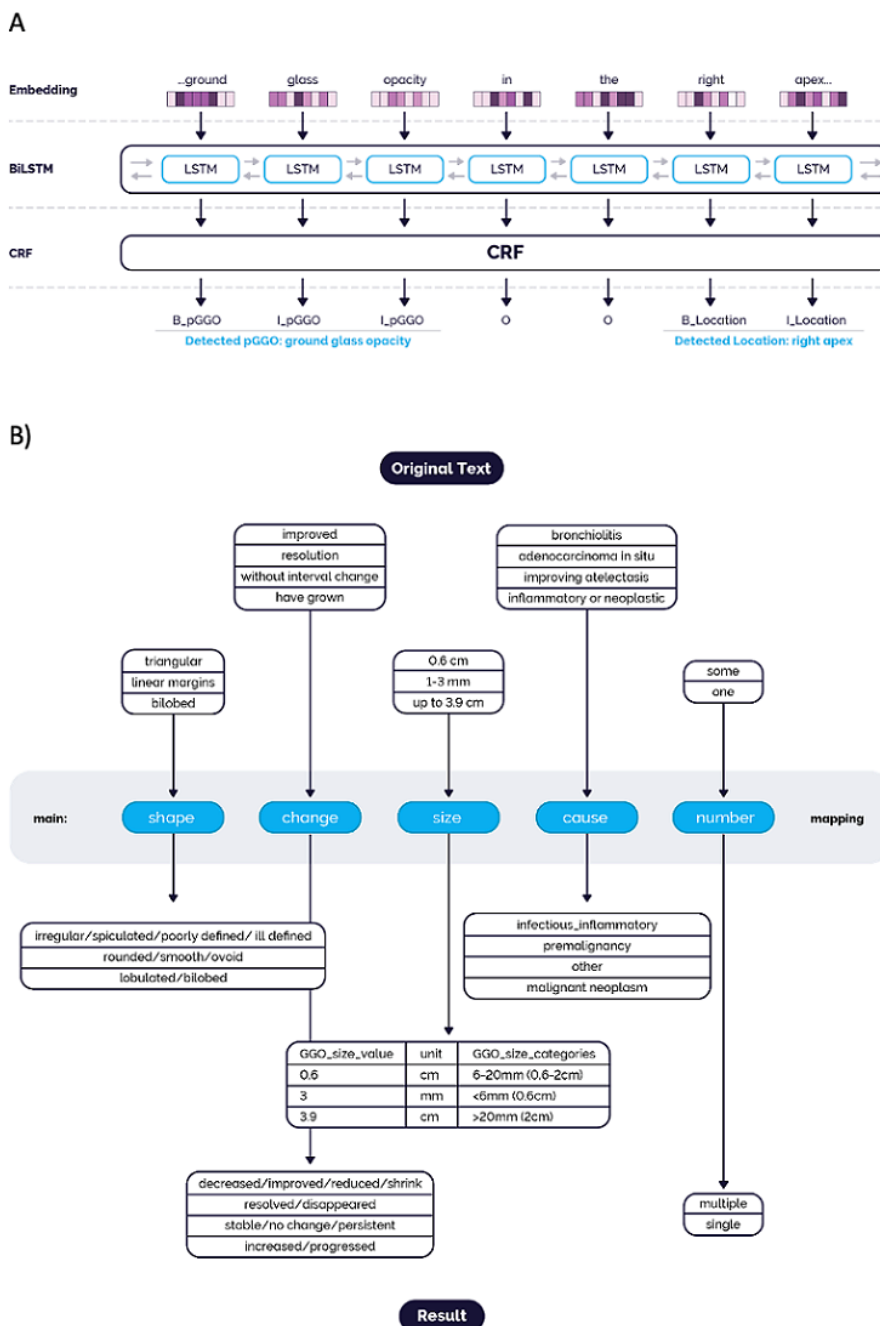 A
Embedding
...ground glass opacity in the right apex...
BiLSTM
LSTM LSTM LSTM LSTM LSTM LSTM LSTM
CRF
CRF
B_pGGO I_pGGO I_pGGO O O B_Location I_Location
Detected pGGO: ground glass opacity Detected Location: right apex
B)
Original Text
improved
resolution
without interval change
have grown
bronchiolitis
adenocarcinoma in situ
improving atelectasis
inflammatory or neoplastic
triangular
linear margins
bilobed
0.6 cm
1-3 mm
up to 3.9 cm
some
one
main: shape change size cause number mapping
irregular/spiculated/poorly defined/ ill defined
rounded/smooth/ovoid
lobulated/bilobed
infectious_inflammatory
premalignancy
other
malignant neoplasm
GGO_size_value unit GGO_size_categories
0.6 cm 6-20mm (0.6-2cm)
3 mm <6mm (0.6cm)
3.9 cm >20mm (2cm)
decreased/improved/reduced/shrink
resolved/disappeared
stable/no change/persistent
increased/progressed
multiple
single
Result